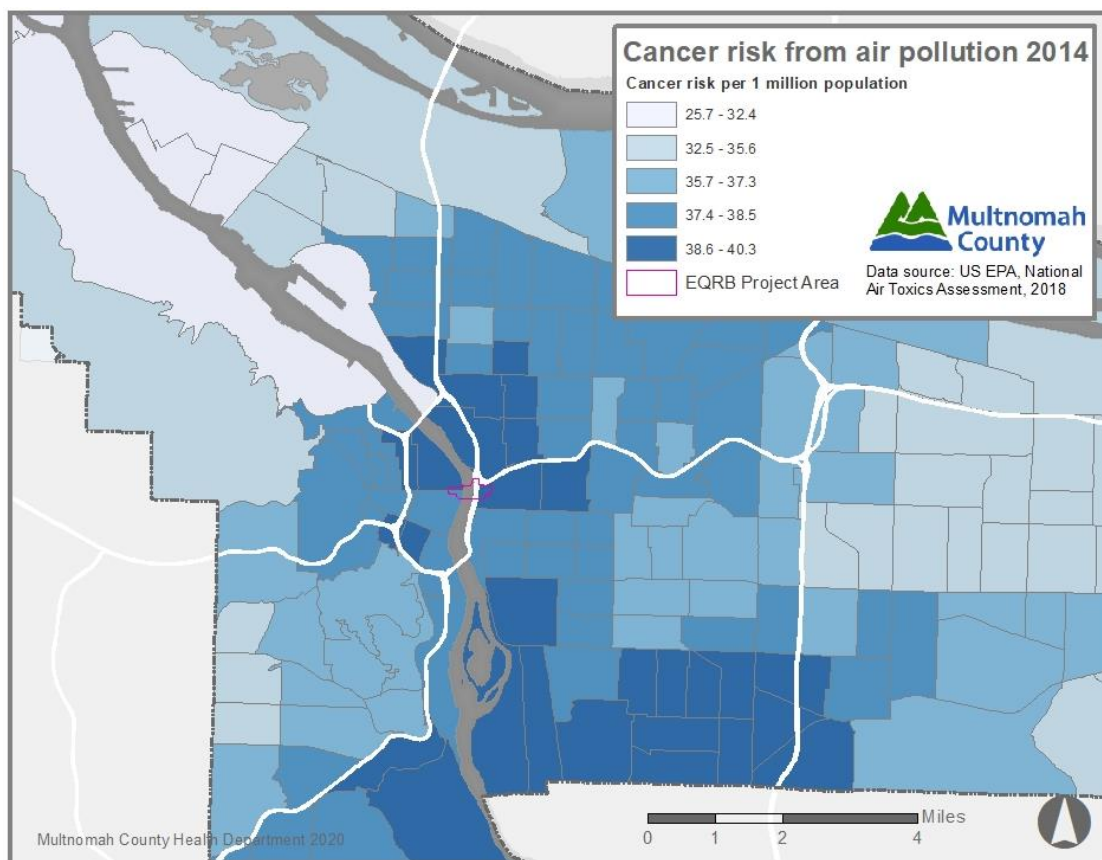 Cancer risk from air pollution 2014
Cancer risk per 1 million population
25.7 - 32.4
32.5 - 35.6
35.7 - 37.3
37.4 - 38.5
38.6 - 40.3
EQRB Project Area
Multnomah
County
Data source: US EPA, National
Air Toxics Assessment, 2018
Multnomah County Health Department 2020
Miles
0 1 2 4